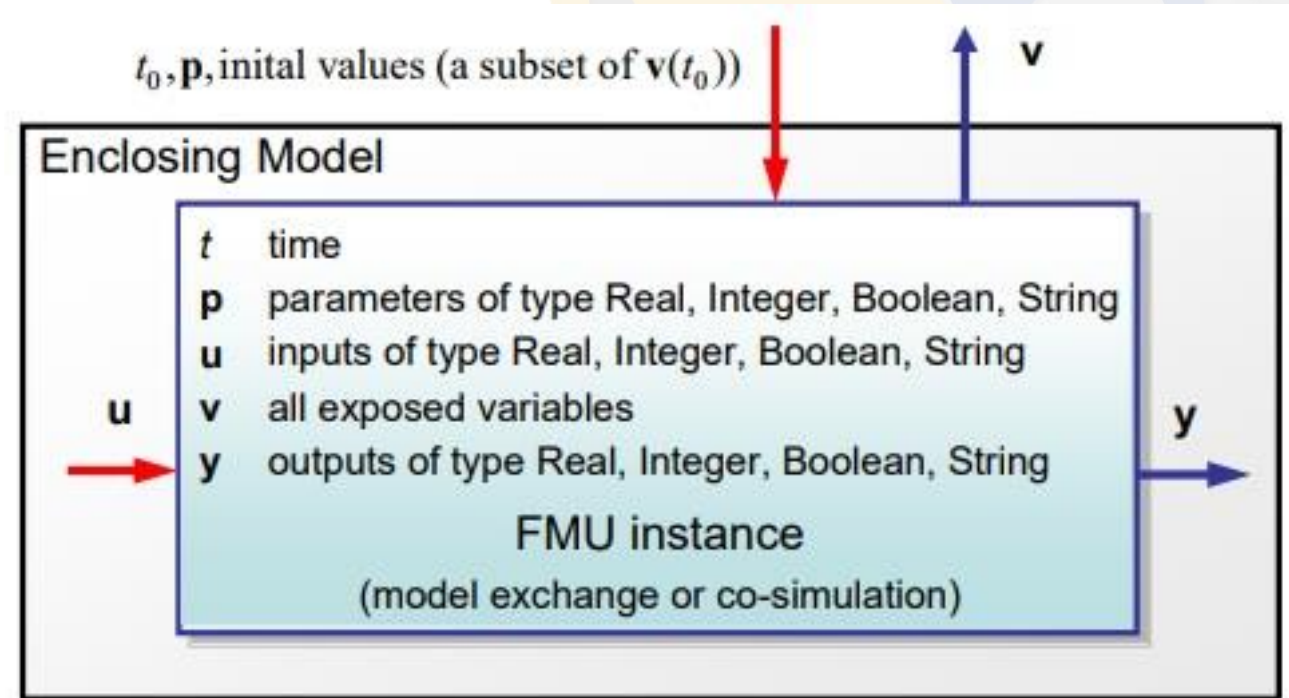 t₀,p,inital values (a subset of v(t₀))
v
Enclosing Model
t time
p parameters of type Real, Integer, Boolean, String
u inputs of type Real, Integer, Boolean, String
u
v all exposed variables
y
y outputs of type Real, Integer, Boolean, String
FMU instance
(model exchange or co-simulation)